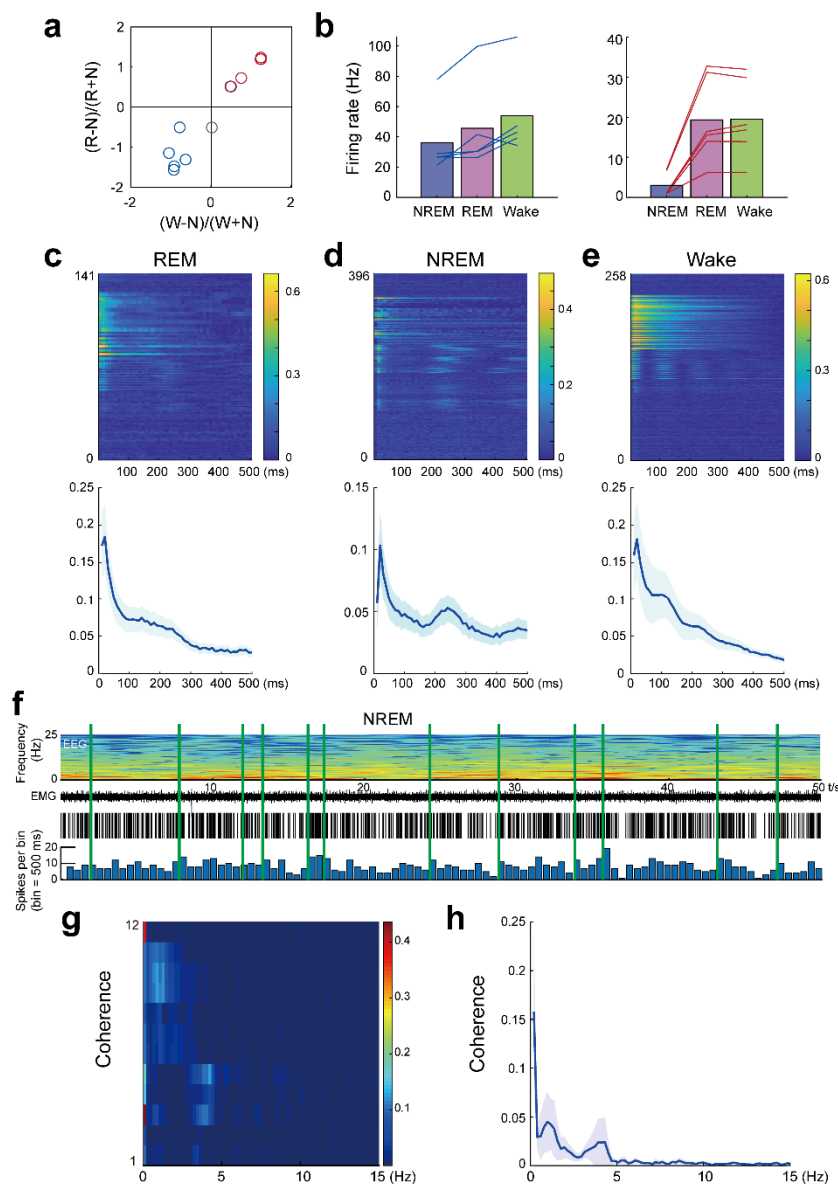 a
2
1
0
-1
-2
-2 0 2
(R-N)/(R+N)
(W-N)/(W+N)
b
Firing rate (Hz)
100
80
60
40
20
0
NREM REM Wake
40
30
20
10
0
NREM REM Wake
c
REM
141
0
100 200 300 400 500 (ms)
0.6
0.3
0
0.25
0.2
0.15
0.1
0.05
0
0 100 200 300 400 500 (ms)
d
NREM
396
0
100 200 300 400 500 (ms)
0.4
0.2
0
0.15
0.1
0.05
0
0 100 200 300 400 500 (ms)
e
Wake
258
0
100 200 300 400 500 (ms)
0.6
0.3
0
0.25
0.2
0.15
0.1
0.05
0
0 100 200 300 400 500 (ms)
f
NREM
Frequency
(Hz)
25
0
EEG
10 20 30 40 50 t/s
EMG
Spikes per bin
(bin = 500 ms)
20
10
0
g
Coherence
12
1
0 5 10 15 (Hz)
0.4
0.3
0.2
0.1
h
Coherence
0.25
0.2
0.15
0.1
0.05
0
0 5 10 15 (Hz)